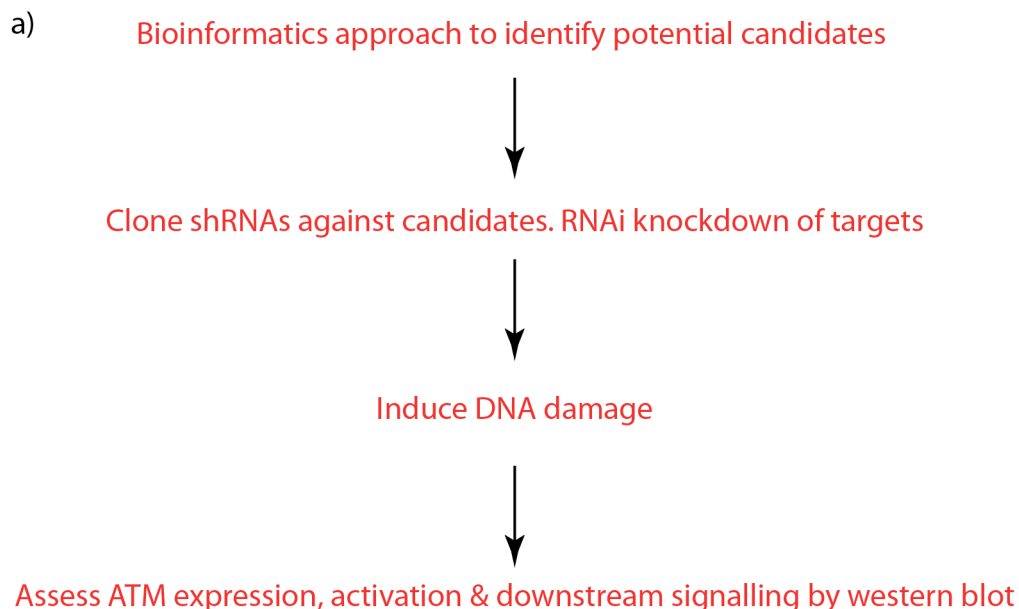 a)
Bioinformatics approach to identify potential candidates
Clone shRNAs against candidates. RNAi knockdown of targets
Induce DNA damage
Assess ATM expression, activation & downstream signalling by western blot